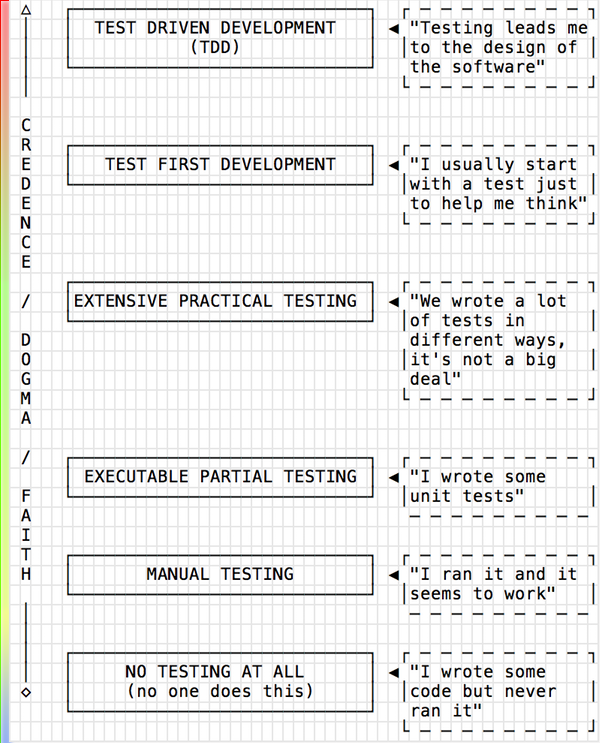 CREDENCE / DOGMA / FAITH
TEST DRIVEN DEVELOPMENT
(TDD)
"Testing leads me
to the design of
the software"
TEST FIRST DEVELOPMENT
"I usually start
with a test just
to help me think"
EXTENSIVE PRACTICAL TESTING
"We wrote a lot
of tests in
different ways,
it's not a big
deal"
EXECUTABLE PARTIAL TESTING
"I wrote some
unit tests"
MANUAL TESTING
"I ran it and it
seems to work"
NO TESTING AT ALL
(no one does this)
"I wrote some
code but never
ran it"